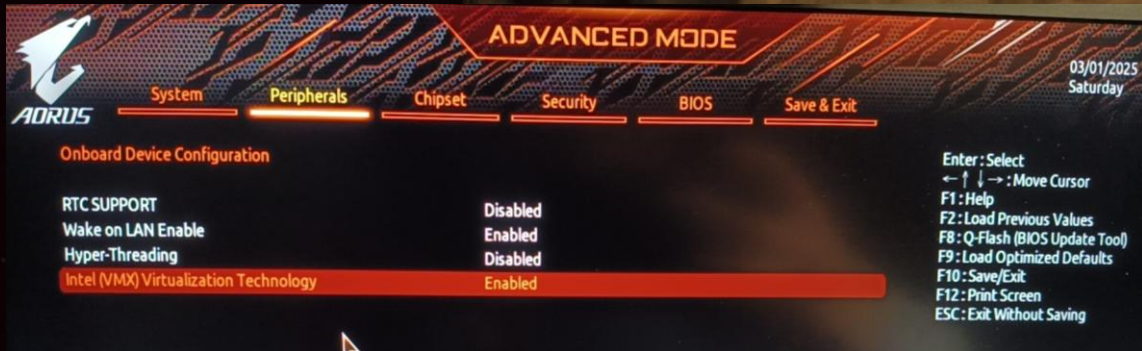 ADVANCED MODE
03/01/2025
Saturday
AORUS
System Peripherals Chipset Security BIOS Save & Exit
Onboard Device Configuration
RTC SUPPORT Disabled
Wake on LAN Enable Enabled
Hyper-Threading Disabled
Intel (VMX) Virtualization Technology Enabled
Enter : Select
←↑↓→ : Move Cursor
F1 : Help
F2 : Load Previous Values
F8 : Q-Flash (BIOS Update Tool)
F9 : Load Optimized Defaults
F10 : Save/Exit
F12 : Print Screen
ESC : Exit Without Saving